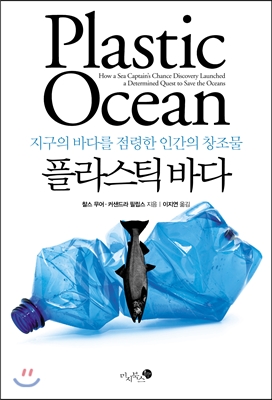 Plastic
Ocean
How a Sea Captain's Chance Discovery Launched
a Determined Quest to Save the Oceans
지구의 바다를 점령한 인간의 창조물
플라스틱 바다
찰스 무어·커샌드라 필립스 지음 | 이지연 옮김
미지북스